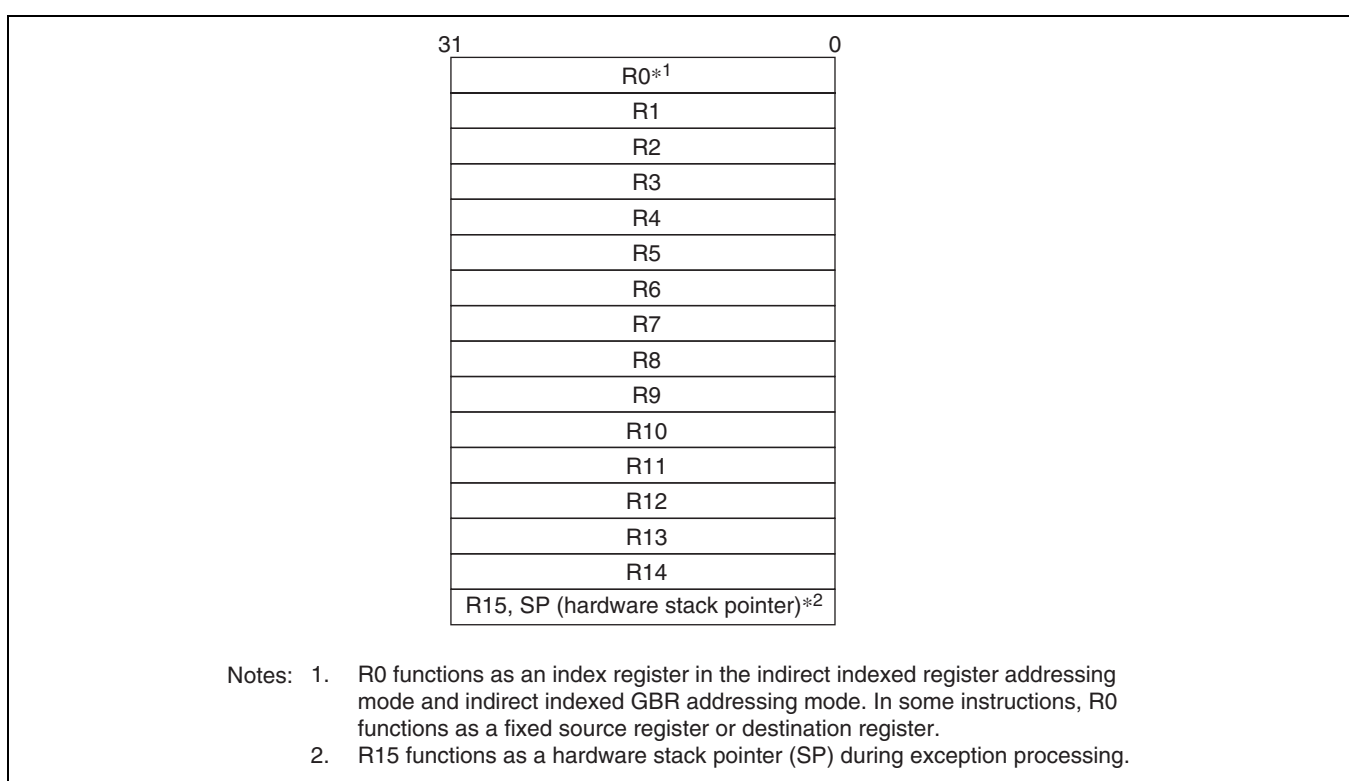 31 0
R0*1
R1
R2
R3
R4
R5
R6
R7
R8
R9
R10
R11
R12
R13
R14
R15, SP (hardware stack pointer)*2
Notes: 1. R0 functions as an index register in the indirect indexed register addressing
mode and indirect indexed GBR addressing mode. In some instructions, R0
functions as a fixed source register or destination register.
2. R15 functions as a hardware stack pointer (SP) during exception processing.